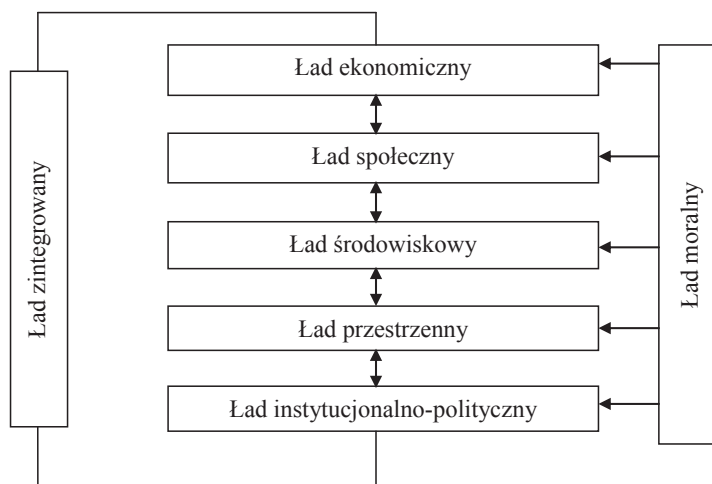 Ład ekonomiczny
Ład społeczny
Ład środowiskowy
Ład przestrzenny
Ład instytucjonalno-polityczny
Ład zintegrowany
Ład moralny